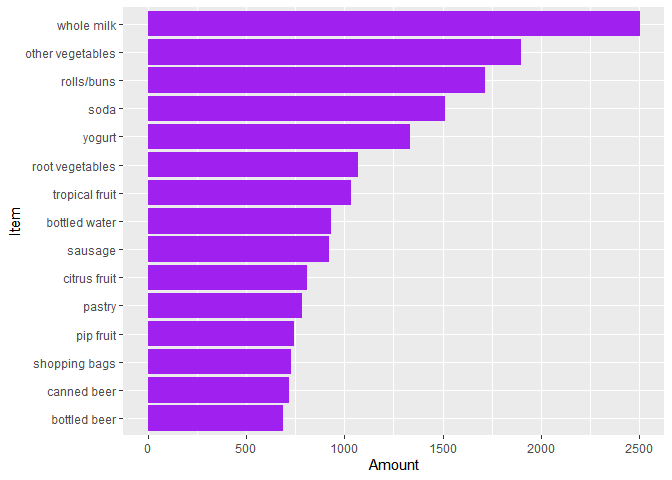 whole milk
other vegetables
rolls/buns
soda
yogurt
root vegetables
tropical fruit
bottled water
sausage
citrus fruit
pastry
pip fruit
shopping bags
canned beer
bottled beer
Item
0 500 1000 1500 2000 2500
Amount